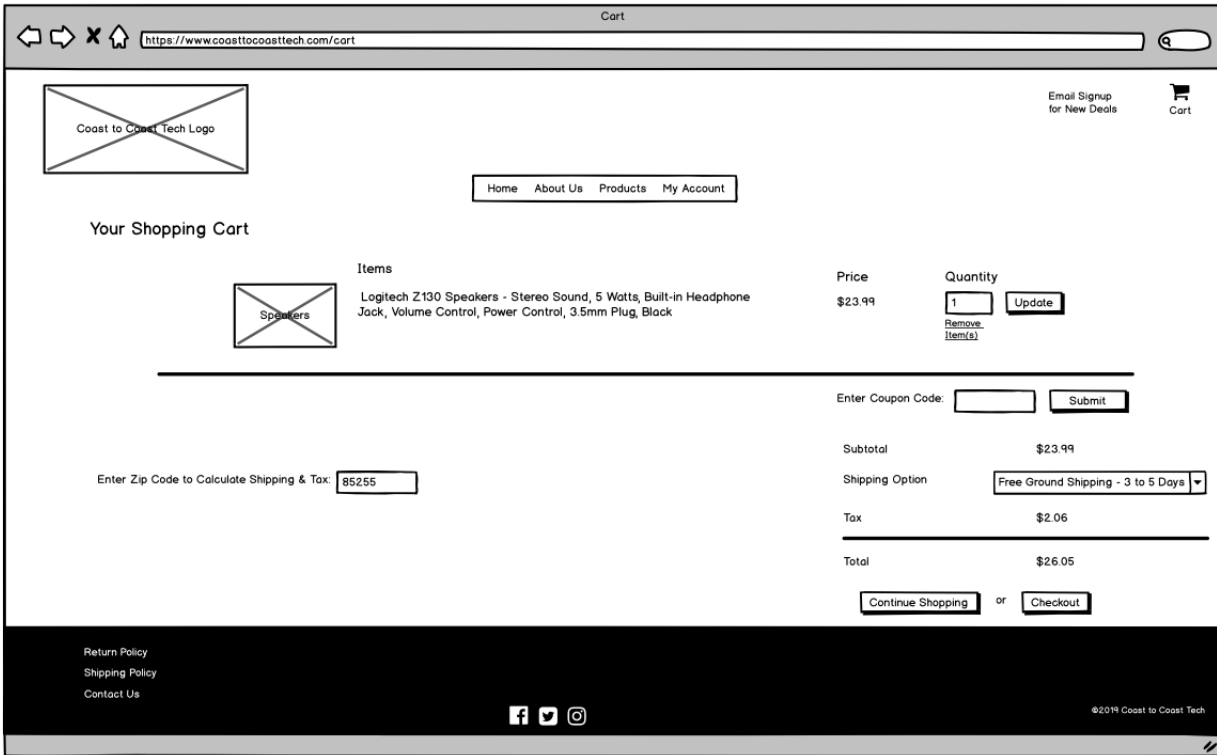 Cart
https://www.coasttocoasttech.com/cart
Coast to Coast Tech Logo
Email Signup
for New Deals
Cart
Home About Us Products My Account
Your Shopping Cart
Items
Price
Quantity
Speakers
Logitech Z130 Speakers - Stereo Sound, 5 Watts, Built-in Headphone
Jack, Volume Control, Power Control, 3.5mm Plug, Black
$23.99
1
Update
Remove
Item(s)
Enter Coupon Code:
Submit
Subtotal
$23.99
Enter Zip Code to Calculate Shipping & Tax:
85255
Shipping Option
Free Ground Shipping - 3 to 5 Days
Tax
$2.06
Total
$26.05
Continue Shopping
or
Checkout
Return Policy
Shipping Policy
Contact Us
©2019 Coast to Coast Tech